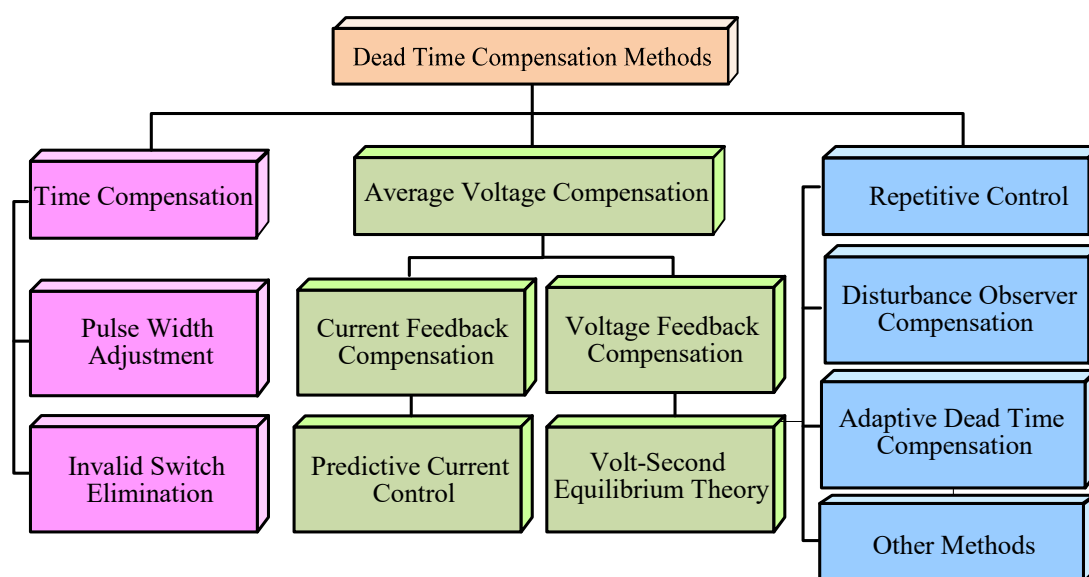 Dead Time Compensation Methods
Time Compensation
Pulse Width
Adjustment
Invalid Switch
Elimination
Average Voltage Compensation
Current Feedback
Compensation
Predictive Current
Control
Voltage Feedback
Compensation
Volt-Second
Equilibrium Theory
Repetitive Control
Disturbance Observer
Compensation
Adaptive Dead Time
Compensation
Other Methods